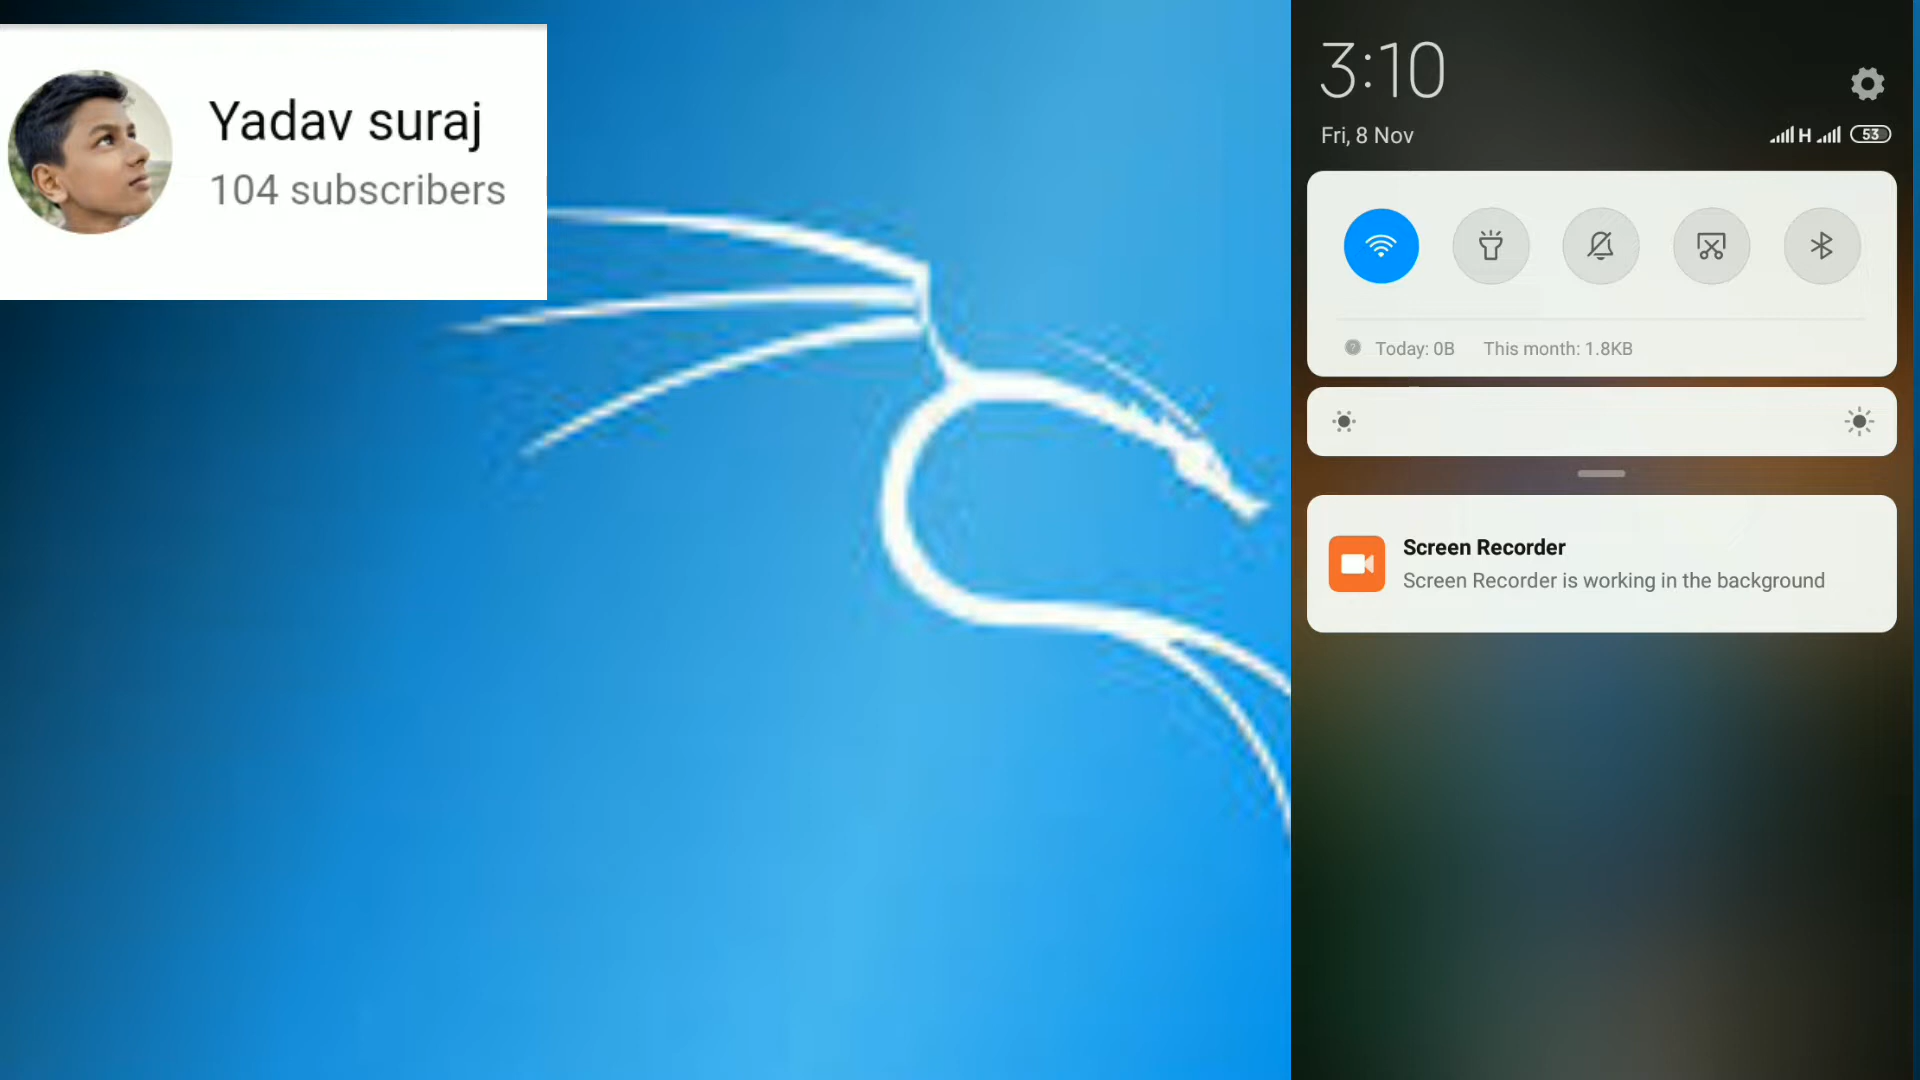 Yadav suraj
104 subscribers
3:10
Fri, 8 Nov
H
53
Today: 0B This month: 1.8KB
Screen Recorder
Screen Recorder is working in the background